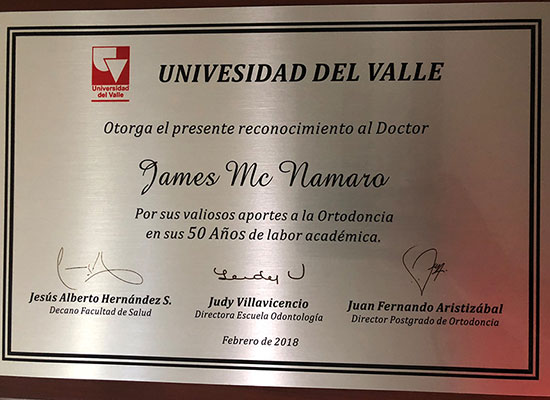 Universidad
del Valle
UNIVESIDAD DEL VALLE
Otorga el presente reconocimiento al Doctor
James Mc Namaro
Por sus valiosos aportes a la Ortodoncia
en sus 50 Años de labor académica.
Jesús Alberto Hernández S.
Decano Facultad de Salud
Judy Villavicencio
Directora Escuela Odontología
Juan Fernando Aristizábal
Director Postgrado de Ortodoncia
Febrero de 2018